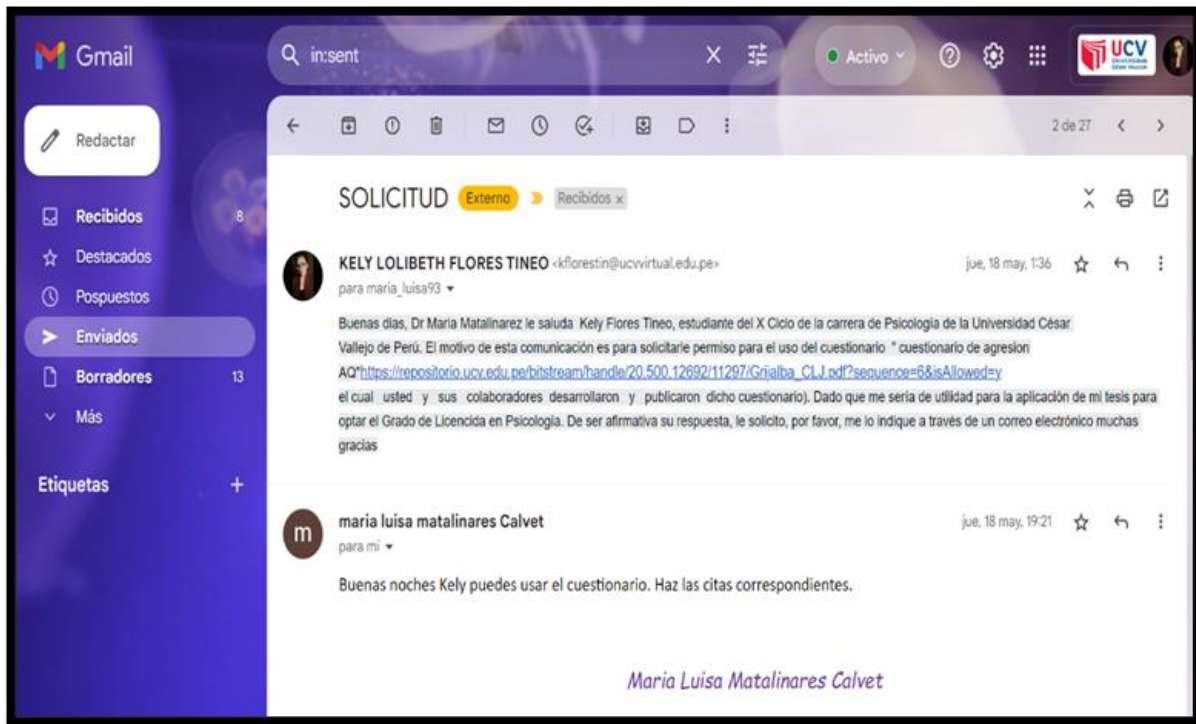 Gmail
in:sent
Activo
UCV
UNIVERSIDAD
CÉSAR VALLEJO
Redactar
2 de 27
Recibidos 8
Destacados
Pospuestos
Enviados
Borradores 13
Más
Etiquetas +
SOLICITUD Externo Recibidos x
KELY LOLIBETH FLORES TINEO <kflorestin@ucvvirtual.edu.pe> jue, 18 may, 1:36
para maria_luisa93
Buenas dias, Dr Maria Matalinarez le saluda Kely Flores Tineo, estudiante del X Ciclo de la carrera de Psicología de la Universidad César
Vallejo de Perú. El motivo de esta comunicación es para solicitarle permiso para el uso del cuestionario " cuestionario de agresion
AQ"https://repositorio.ucv.edu.pe/bitstream/handle/20.500.12692/11297/Grijalba_CLJ.pdf?sequence=6&isAllowed=y
el cual usted y sus colaboradores desarrollaron y publicaron dicho cuestionario). Dado que me sería de utilidad para la aplicación de mi tesis para
optar el Grado de Licencida en Psicología. De ser afirmativa su respuesta, le solicito, por favor, me lo indique a través de un correo electrónico muchas
gracias
maria luisa matalinares Calvet jue, 18 may, 19:21
para mí
Buenas noches Kely puedes usar el cuestionario. Haz las citas correspondientes.
Maria Luisa Matalinares Calvet